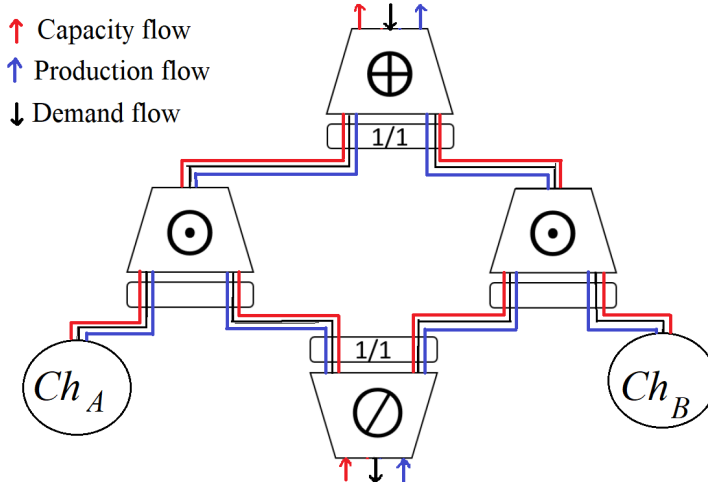 Capacity flow
Production flow
Demand flow
1/1
Ch_A
Ch_B
1/1